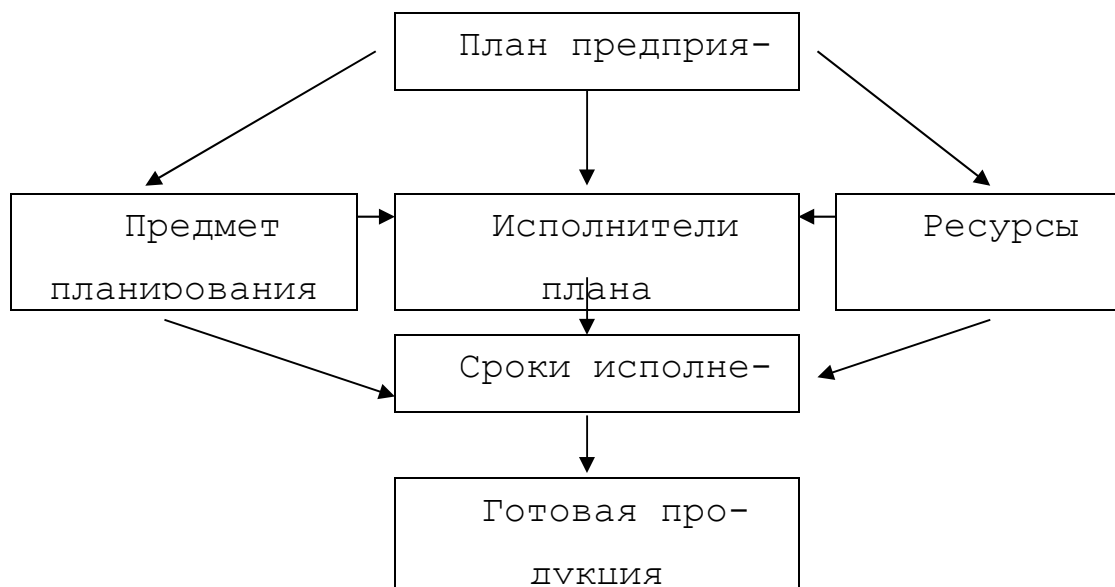 План предприя-
Предмет
планирования
Исполнители
плана
Ресурсы
Сроки исполне-
Готовая про-
дукция